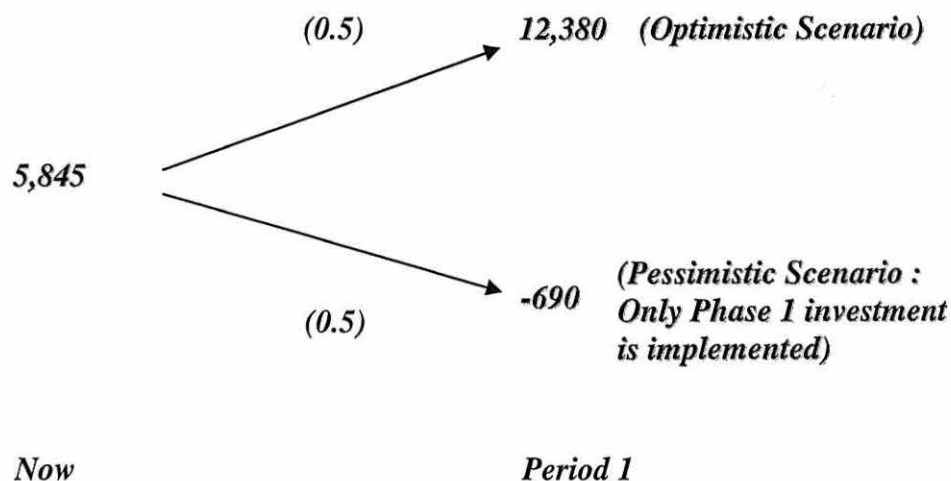 (0.5)
12,380 (Optimistic Scenario)
5,845
-690
(Pessimistic Scenario :
Only Phase 1 investment
is implemented)
(0.5)
Now
Period 1